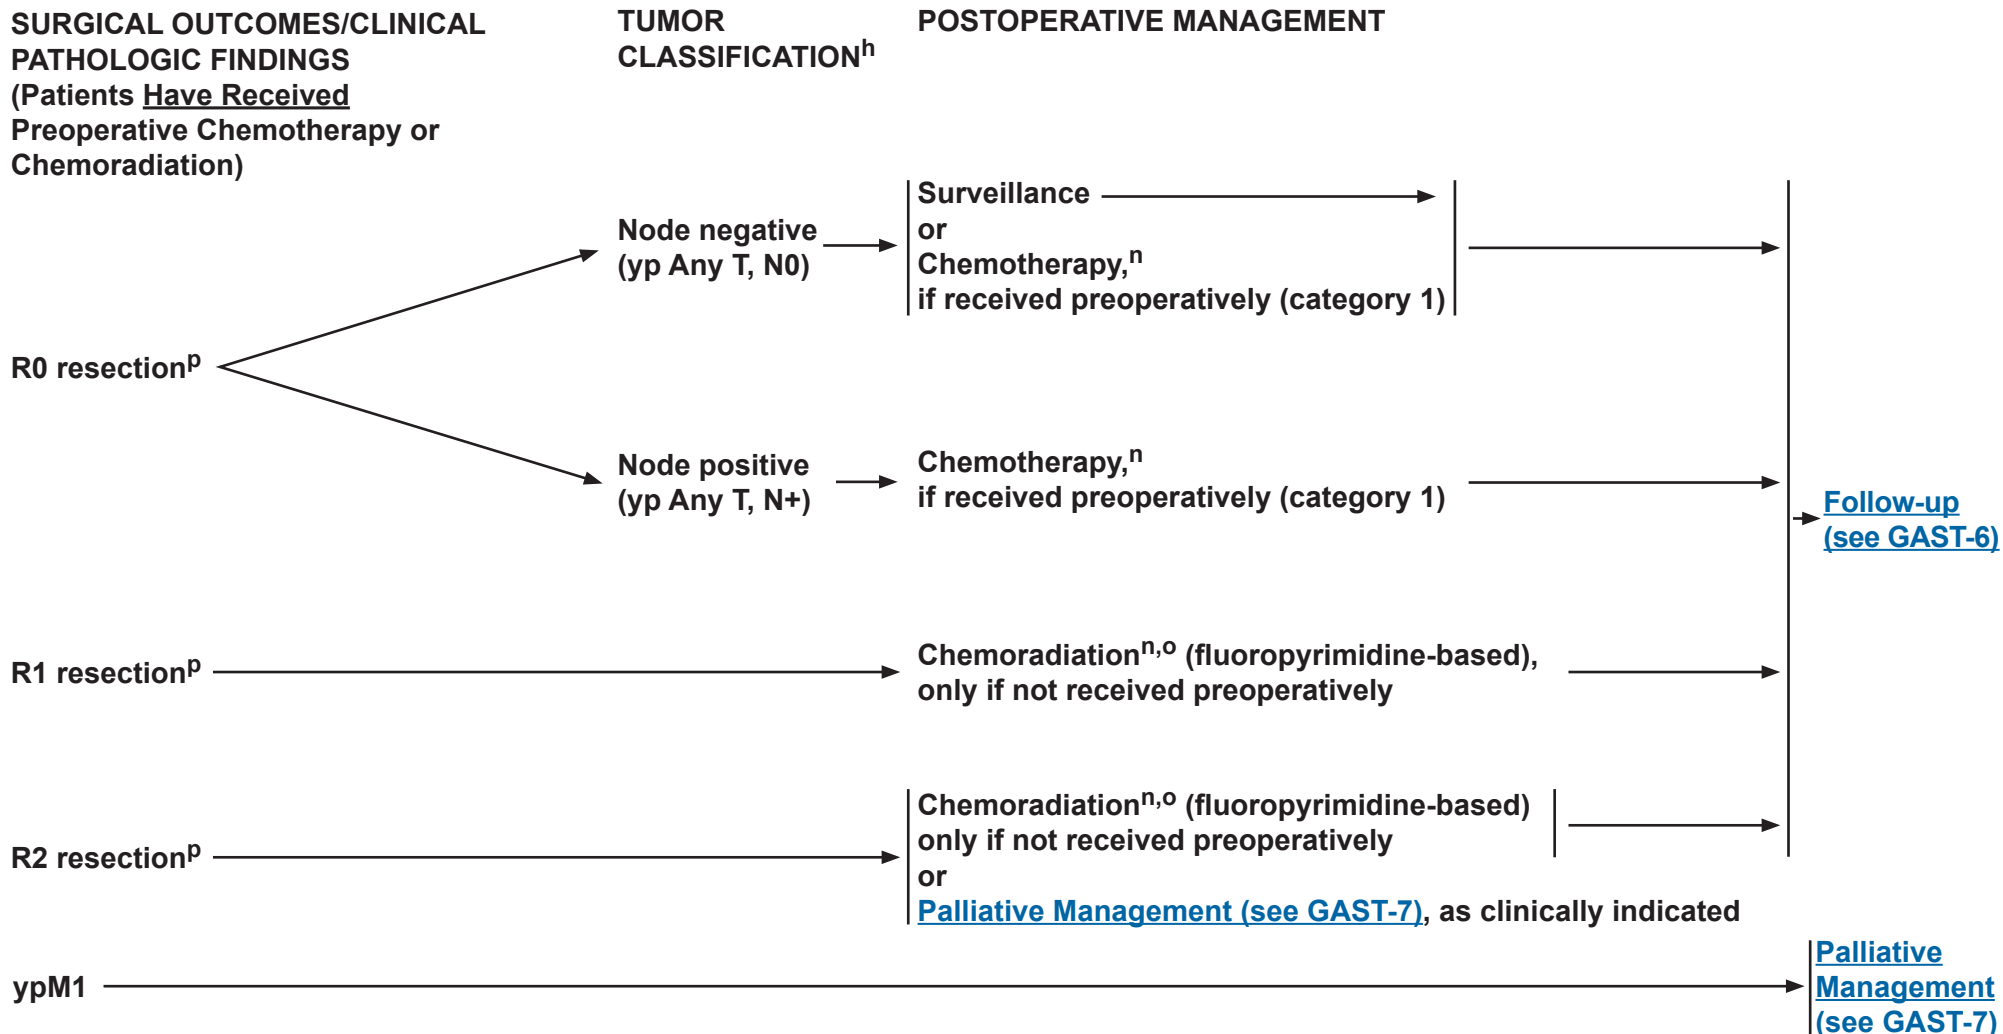 SURGICAL OUTCOMES/CLINICAL
PATHOLOGIC FINDINGS
(Patients Have Received
Preoperative Chemotherapy or
Chemoradiation)
TUMOR
CLASSIFICATIONh
POSTOPERATIVE MANAGEMENT
R0 resectionp
Node negative
(yp Any T, N0)
Surveillance
or
Chemotherapy,n
if received preoperatively (category 1)
Node positive
(yp Any T, N+)
Chemotherapy,n
if received preoperatively (category 1)
Follow-up
(see GAST-6)
R1 resectionp
Chemoradiationn,o (fluoropyrimidine-based),
only if not received preoperatively
R2 resectionp
Chemoradiationn,o (fluoropyrimidine-based)
only if not received preoperatively
or
Palliative Management (see GAST-7), as clinically indicated
ypM1
Palliative
Management
(see GAST-7)